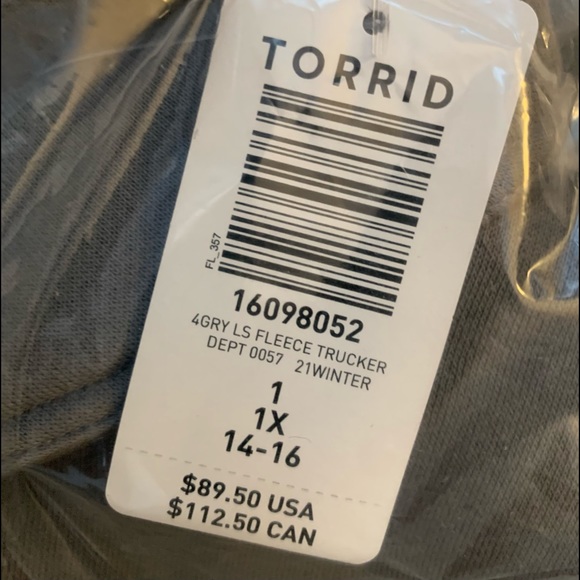 TORRID
FL_357
16098052
4GRY LS FLEECE TRUCKER
DEPT 0057 21WINTER
1
1X
14-16
$89.50 USA
$112.50 CAN